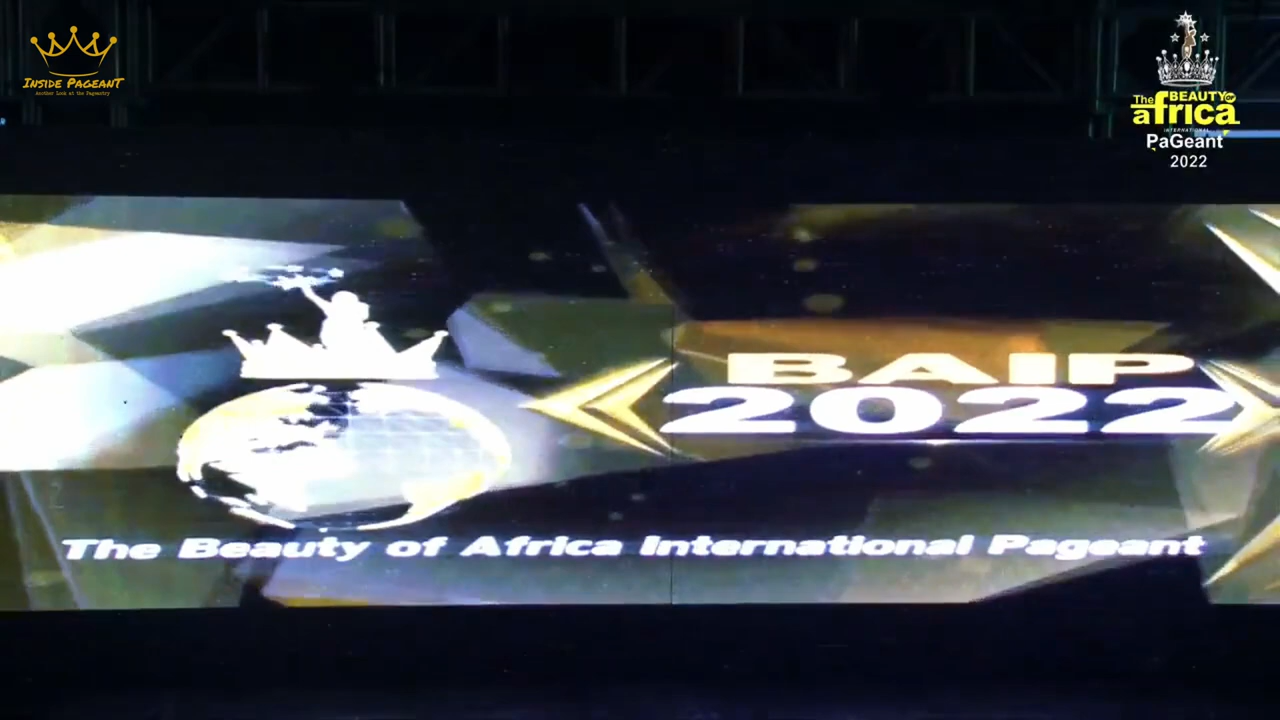 INSIDE PAGEANT
Another Look at the Pageantry
The BEAUTY OF
africa
INTERNATIONAL
PaGeant
2022
BAIP
2022
The Beauty of Africa International Pageant